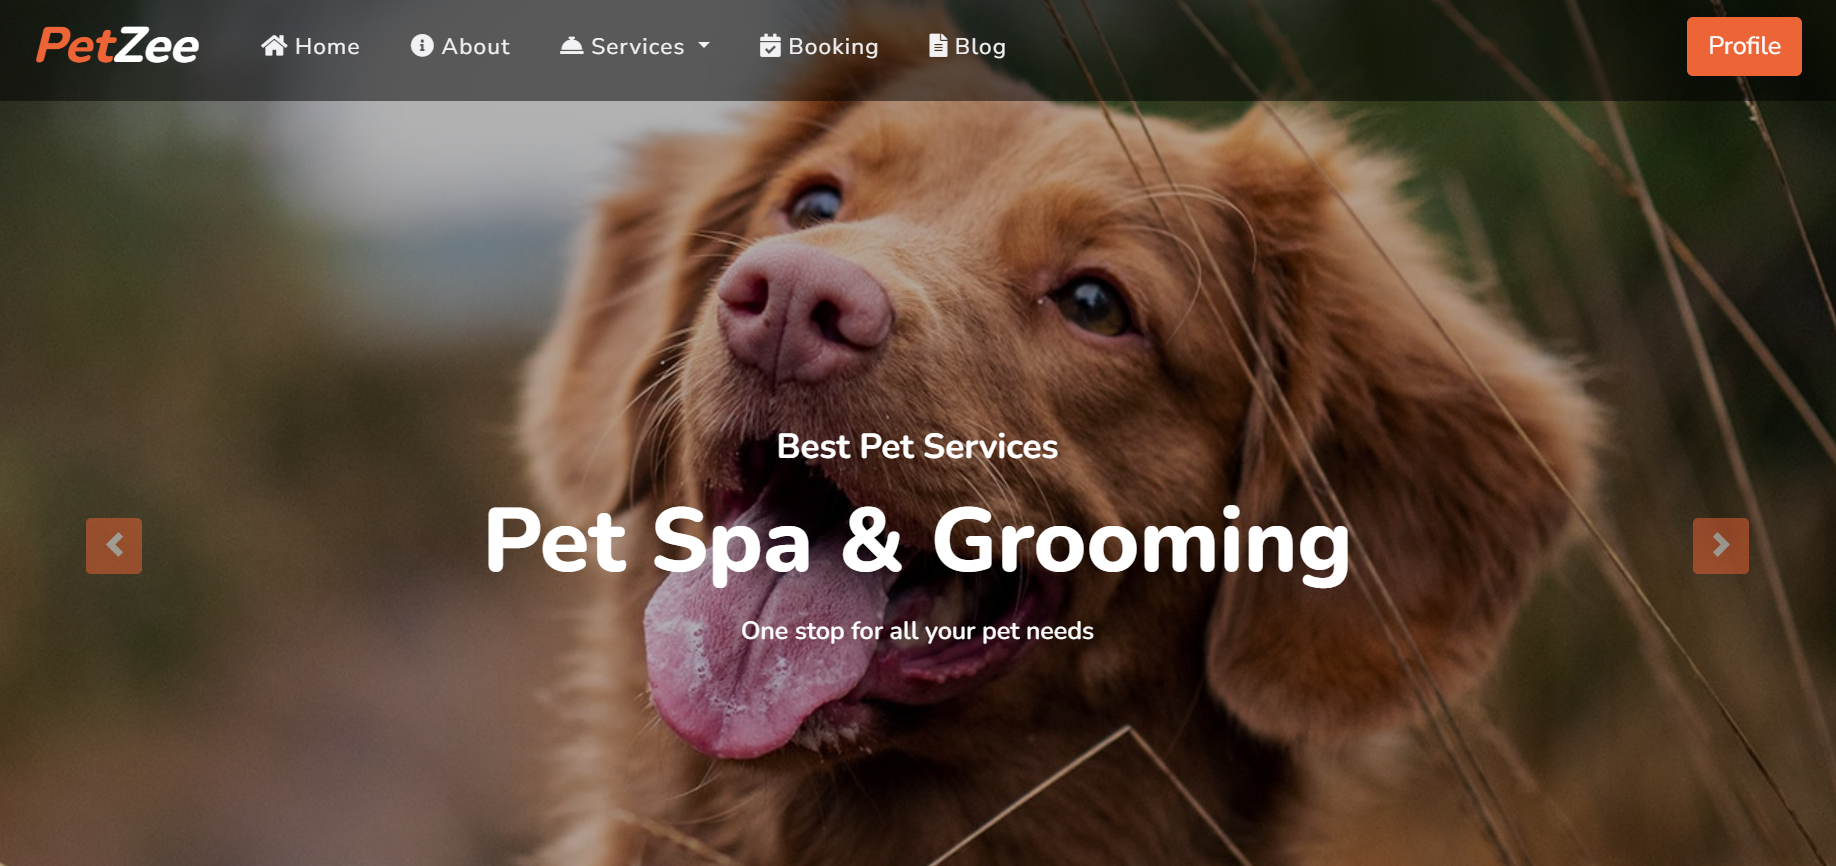 PetZee
Home
About
Services
Booking
Blog
Profile
Best Pet Services
Pet Spa & Grooming
One stop for all your pet needs